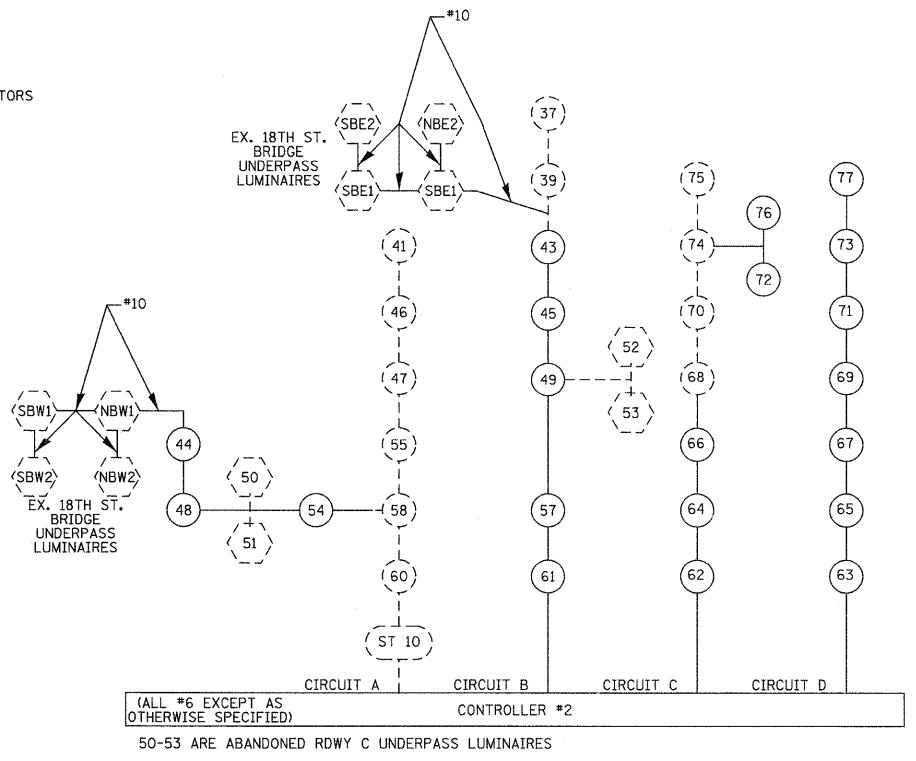 #10
TORS
SBE2
NBE2
37
EX. 18TH ST.
BRIDGE
UNDERPASS
LUMINAIRES
SBE1
SBE1
39
75
77
76
41
43
74
73
72
#10
46
45
70
71
52
47
49
68
69
53
SBW1
NBW1
44
55
66
67
50
SBW2
NBW2
48
54
58
57
64
65
EX. 18TH ST.
BRIDGE
UNDERPASS
LUMINAIRES
51
60
61
62
63
ST 10
CIRCUIT A
CIRCUIT B
CIRCUIT C
CIRCUIT D
(ALL #6 EXCEPT AS
OTHERWISE SPECIFIED)
CONTROLLER #2
50-53 ARE ABANDONED RDWY C UNDERPASS LUMINAIRES